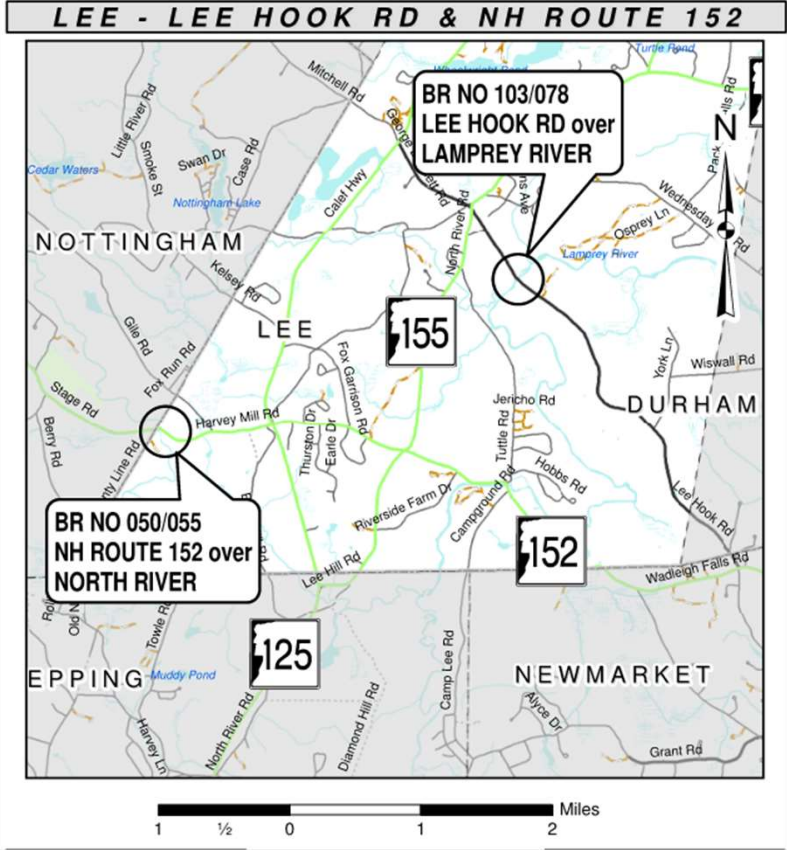 LEE - LEE HOOK RD & NH ROUTE 152
Turtle Pond
Mitchell Rd
Little River Rd
BR NO 103/078
LEE HOOK RD over
LAMPREY RIVER
N
Cedar Waters
Smoke St
Swan Dr
Case Rd
Nottingham Lake
Calef Hwy
North River Rd
Wednesday
Rd
Osprey Ln
Lamprey River
NOTTINGHAM
Kelsey Rd
LEE
155
Gile Rd
Fox Run Rd
Fox Garrison Rd
York Ln
Wiswall Rd
Stage Rd
Berry Rd
Harvey Mill Rd
Thurston Dr
Earle Dr
Jericho Rd
Tuttle Rd
DURHAM
Hobbs Rd
Campground Rd
Riverside Farm Dr
Lee Hook Rd
BR NO 050/055
NH ROUTE 152 over
NORTH RIVER
152
Lee Hill Rd
Wadleigh Falls Rd
125
EPPING
Muddy Pond
NEWMARKET
Camp Lee Rd
Alyce Dr
Harvey Ln
North River Rd
Diamond Hill Rd
Grant Rd
Miles
1 ½ 0 1 2